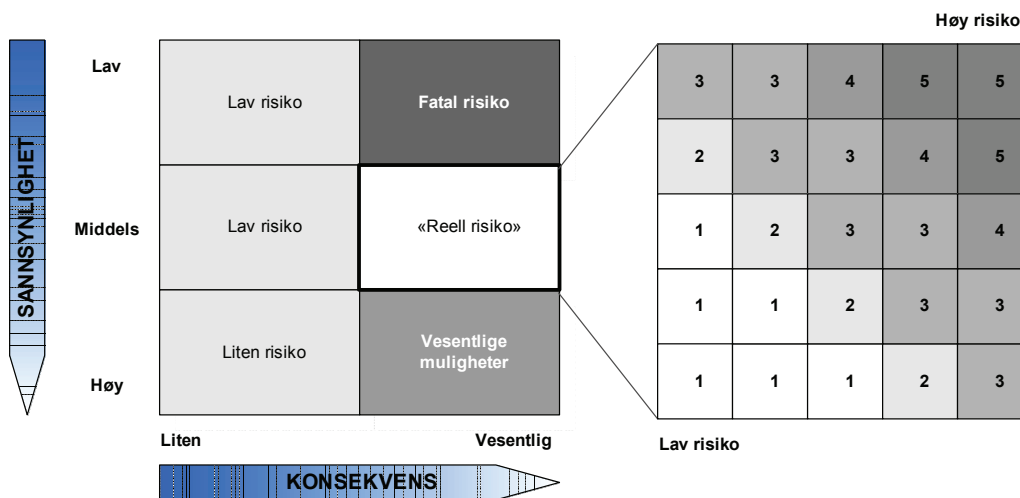 Høy risiko
Lav
SANNSYNLIGHET
Middels
Høy
Lav risiko
Fatal risiko
Lav risiko
«Reell risiko»
Liten risiko
Vesentlige
muligheter
Liten
Vesentlig
KONSEKVENS
3 3 4 5 5
2 3 3 4 5
1 2 3 3 4
1 1 2 3 3
1 1 1 2 3
Lav risiko